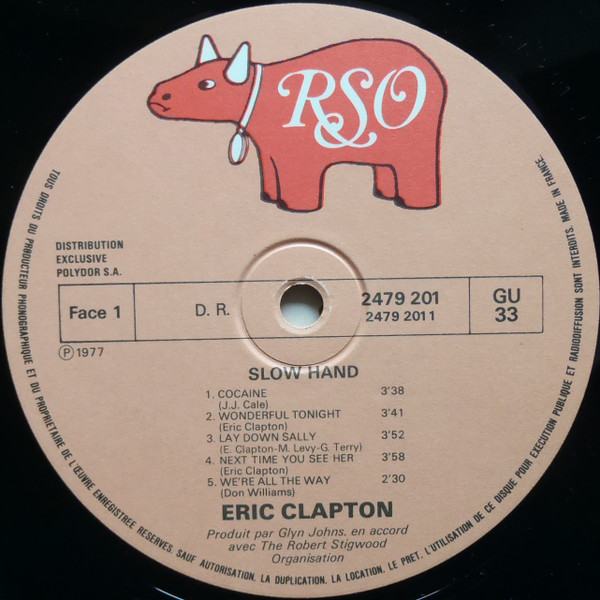 RSO
DISTRIBUTION
EXCLUSIVE
POLYDOR S.A.
Face 1
D. R.
2479 201
2479 2011
GU
33
Ⓟ 1977
SLOW HAND
1. COCAINE 3'38
(J.J. Cale)
2. WONDERFUL TONIGHT 3'41
(Eric Clapton)
3. LAY DOWN SALLY 3'52
(E. Clapton-M. Levy-G. Terry)
4. NEXT TIME YOU SEE HER 3'58
(Eric Clapton)
5. WE'RE ALL THE WAY 2'30
(Don Williams)
ERIC CLAPTON
Produit par Glyn Johns. en accord
avec The Robert Stigwood
Organisation
TOUS DROITS DU PRODUCTEUR PHONOGRAPHIQUE ET DU PROPRIETAIRE DE L'ŒUVRE ENREGISTREE RESERVES. SAUF AUTORISATION. LA DUPLICATION. LA LOCATION. LE PRET. L'UTILISATION DE CE DISQUE POUR EXECUTION PUBLIQUE ET RADIODIFFUSION SONT INTERDITS. MADE IN FRANCE.